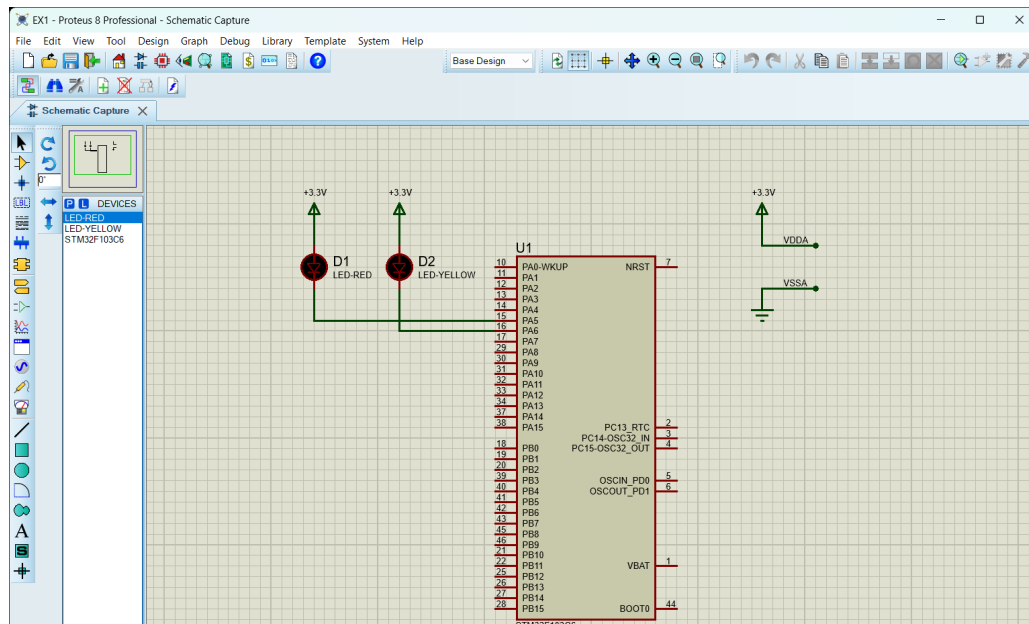 EX1 - Proteus 8 Professional - Schematic Capture
File Edit View Tool Design Graph Debug Library Template System Help
Base Design
Schematic Capture
0°
LBL
P L DEVICES
LED-RED
LED-YELLOW
STM32F103C6
A
S
+3.3V +3.3V +3.3V
D1
LED-RED
D2
LED-YELLOW
VDDA
VSSA
U1
10 PA0-WKUP NRST 7
11 PA1
12 PA2
13 PA3
14 PA4
15 PA5
16 PA6
17 PA7
29 PA8
30 PA9
31 PA10
32 PA11
33 PA12
34 PA13
37 PA14
38 PA15
PC13_RTC 2
PC14-OSC32_IN 3
PC15-OSC32_OUT 4
18 PB0
19 PB1
20 PB2
39 PB3 OSCIN_PD0 5
40 PB4 OSCOUT_PD1 6
41 PB5
42 PB6
43 PB7
45 PB8
46 PB9
21 PB10
22 PB11 VBAT 1
25 PB12
26 PB13
27 PB14
28 PB15 BOOT0 44
STM32F103C6